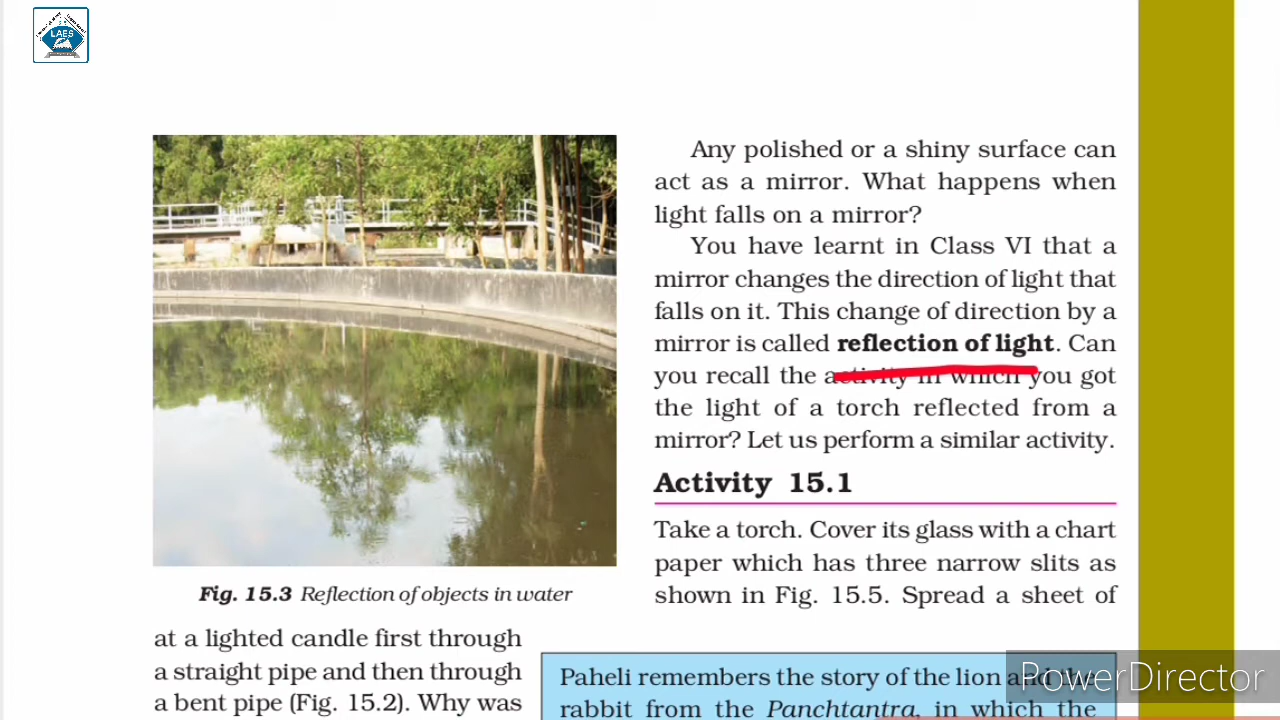 LAES
Any polished or a shiny surface can
act as a mirror. What happens when
light falls on a mirror?
You have learnt in Class VI that a
mirror changes the direction of light that
falls on it. This change of direction by a
mirror is called reflection of light. Can
you recall the activity in which you got
the light of a torch reflected from a
mirror? Let us perform a similar activity.
Activity 15.1
Take a torch. Cover its glass with a chart
paper which has three narrow slits as
shown in Fig. 15.5. Spread a sheet of
Fig. 15.3 Reflection of objects in water
at a lighted candle first through
a straight pipe and then through
a bent pipe (Fig. 15.2). Why was
Paheli remembers the story of the lion and the
rabbit from the Panchtantra, in which the
PowerDirector